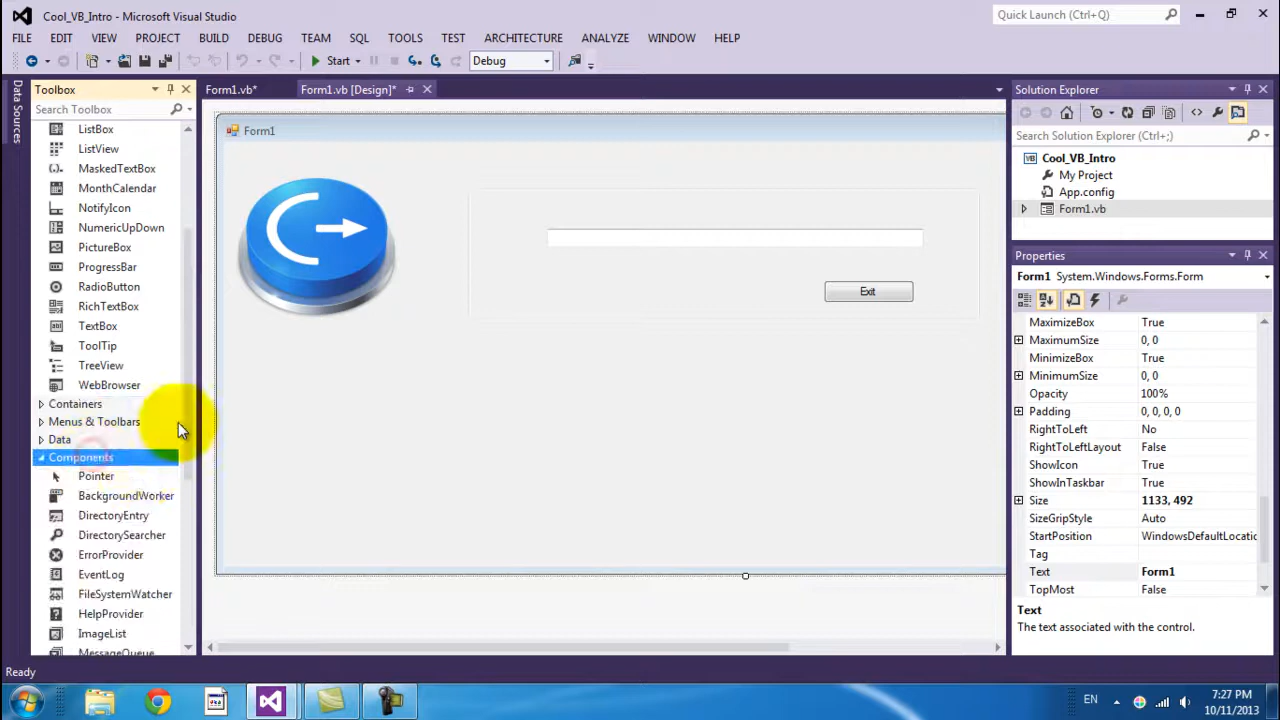 Cool_VB_Intro - Microsoft Visual Studio
Quick Launch (Ctrl+Q)
FILE EDIT VIEW PROJECT BUILD DEBUG TEAM SQL TOOLS TEST ARCHITECTURE ANALYZE WINDOW HELP
Start
Debug
Data Sources
Toolbox
Search Toolbox
ListBox
ListView
MaskedTextBox
MonthCalendar
NotifyIcon
NumericUpDown
PictureBox
ProgressBar
RadioButton
RichTextBox
TextBox
ToolTip
TreeView
WebBrowser
Containers
Menus & Toolbars
Data
Components
Pointer
BackgroundWorker
DirectoryEntry
DirectorySearcher
ErrorProvider
EventLog
FileSystemWatcher
HelpProvider
ImageList
MessageQueue
Form1.vb*
Form1.vb [Design]*
Form1
Exit
Solution Explorer
Search Solution Explorer (Ctrl+;)
VB Cool_VB_Intro
My Project
App.config
Form1.vb
Properties
Form1 System.Windows.Forms.Form
MaximizeBox True
MaximumSize 0, 0
MinimizeBox True
MinimumSize 0, 0
Opacity 100%
Padding 0, 0, 0, 0
RightToLeft No
RightToLeftLayout False
ShowIcon True
ShowInTaskbar True
Size 1133, 492
SizeGripStyle Auto
StartPosition WindowsDefaultLocatic
Tag
Text Form1
TopMost False
Text
The text associated with the control.
Ready
EN
7:27 PM
10/11/2013